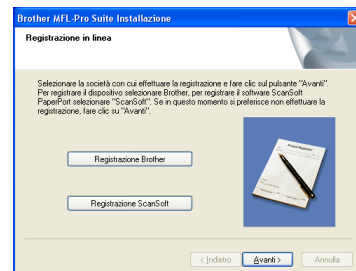 Brother MFL-Pro Suite Installazione
Registrazione in linea
Selezionare la società con cui effettuare la registrazione e fare clic sul pulsante "Avanti".
Per registrare il dispositivo selezionare Brother, per registrare il software ScanSoft
PaperPort selezionare "ScanSoft". Se in questo momento si preferisce non effettuare la
registrazione, fare clic su "Avanti".
Registrazione Brother
Registrazione ScanSoft
< Indietro Avanti > Annulla